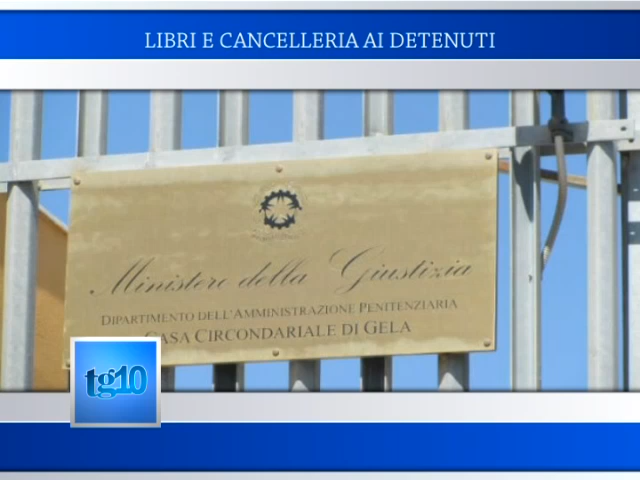 LIBRI E CANCELLERIA AI DETENUTI
Ministero della Giustizia
DIPARTIMENTO DELL'AMMINISTRAZIONE PENITENZIARIA
CASA CIRCONDARIALE DI GELA
tg10